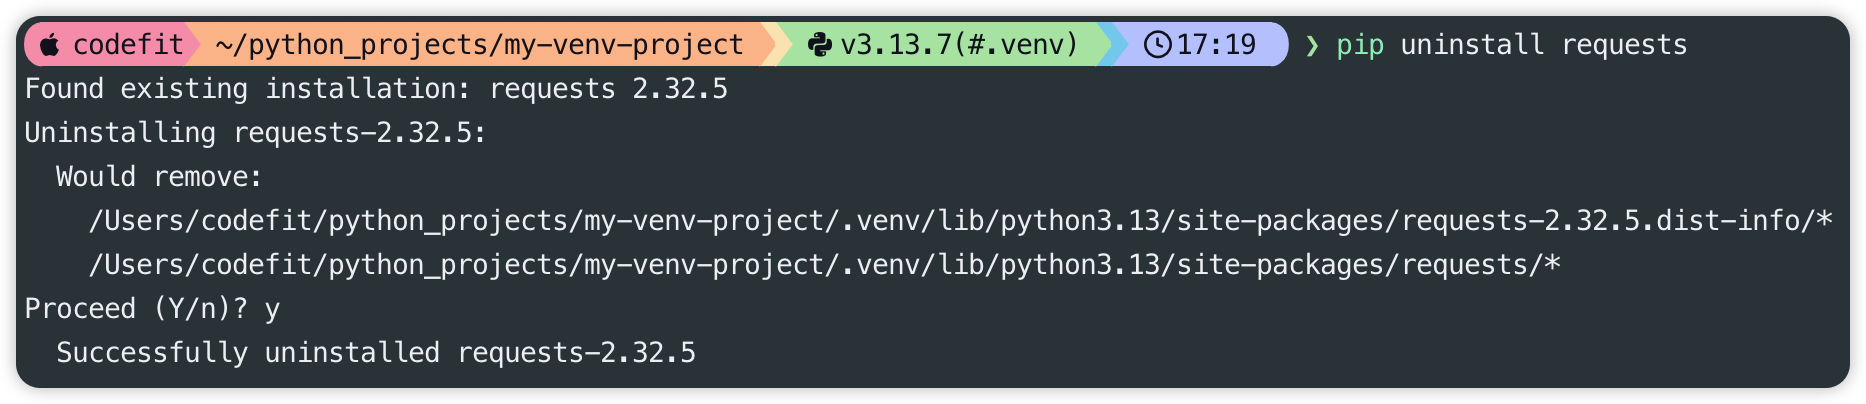 codefit ~/python_projects/my-venv-project v3.13.7(#.venv) 17:19 ❯ pip uninstall requests
Found existing installation: requests 2.32.5
Uninstalling requests-2.32.5:
  Would remove:
    /Users/codefit/python_projects/my-venv-project/.venv/lib/python3.13/site-packages/requests-2.32.5.dist-info/*
    /Users/codefit/python_projects/my-venv-project/.venv/lib/python3.13/site-packages/requests/*
Proceed (Y/n)? y
  Successfully uninstalled requests-2.32.5